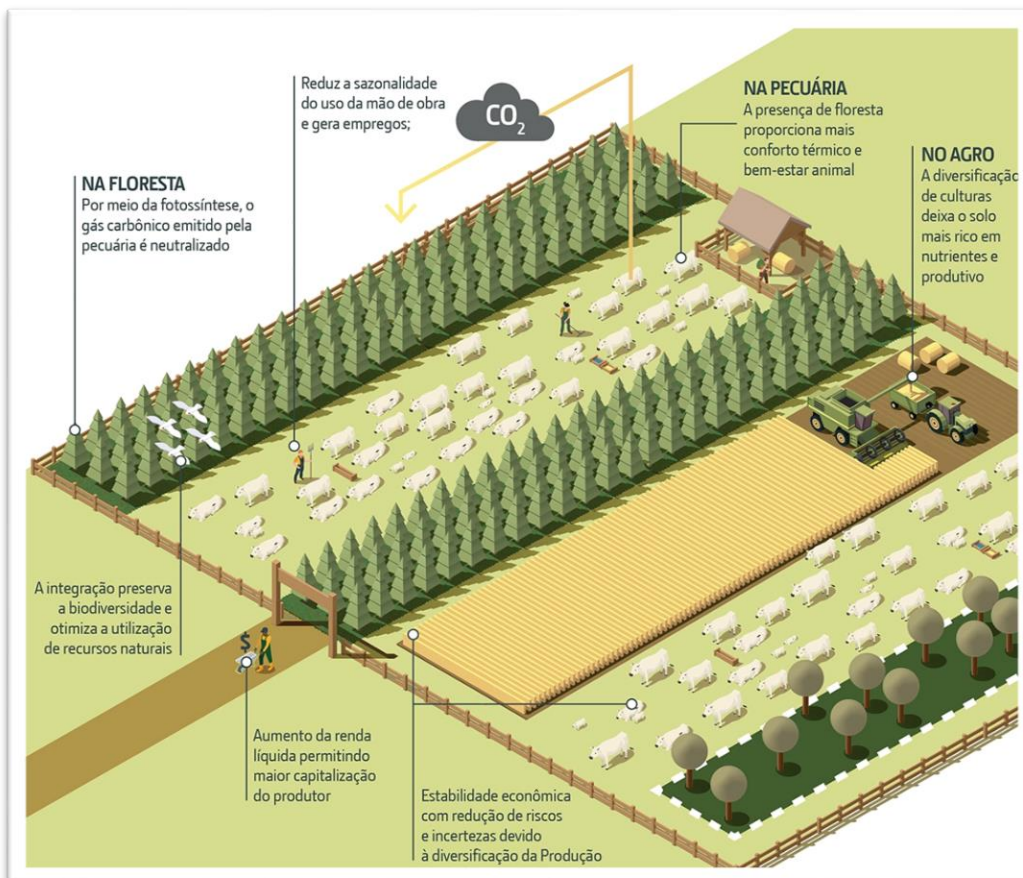 Reduz a sazonalidade
do uso da mão de obra
e gera empregos;
CO2
NA PECUÁRIA
A presença de floresta
proporciona mais
conforto térmico e
bem-estar animal
NO AGRO
A diversificação
de culturas
deixa o solo
mais rico em
nutrientes e
produtivo
NA FLORESTA
Por meio da fotossíntese, o
gás carbônico emitido pela
pecuária é neutralizado
A integração preserva
a biodiversidade e
otimiza a utilização
de recursos naturais
$
Aumento da renda
líquida permitindo
maior capitalização
do produtor
Estabilidade econômica
com redução de riscos
e incertezas devido
à diversificação da Produção